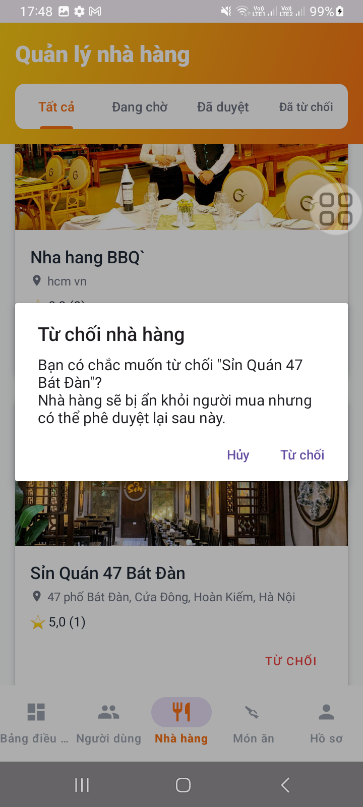 17:48
99%
Quản lý nhà hàng
Tất cả
Đang chờ
Đã duyệt
Đã từ chối
Nha hang BBQ`
hcm vn
Từ chối nhà hàng
Bạn có chắc muốn từ chối "Sỉn Quán 47
Bát Đàn"?
Nhà hàng sẽ bị ẩn khỏi người mua nhưng
có thể phê duyệt lại sau này.
Hủy
Từ chối
Sỉn
Sỉn Quán 47 Bát Đàn
47 phố Bát Đàn, Cửa Đông, Hoàn Kiếm, Hà Nội
5,0 (1)
TỪ CHỐI
Bảng điều ...
Người dùng
Nhà hàng
Món ăn
Hồ sơ